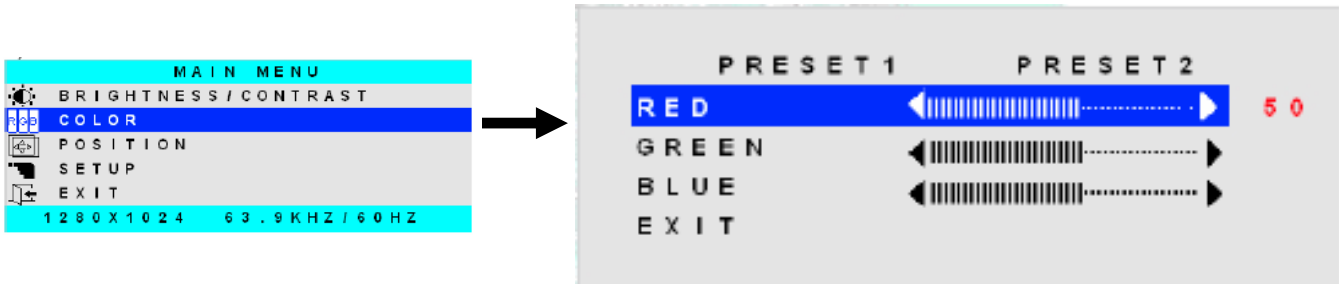 MAIN MENU
BRIGHTNESS/CONTRAST
RGB COLOR
POSITION
SETUP
EXIT
1280X1024 63.9KHZ/60HZ
PRESET1 PRESET2
RED 50
GREEN
BLUE
EXIT